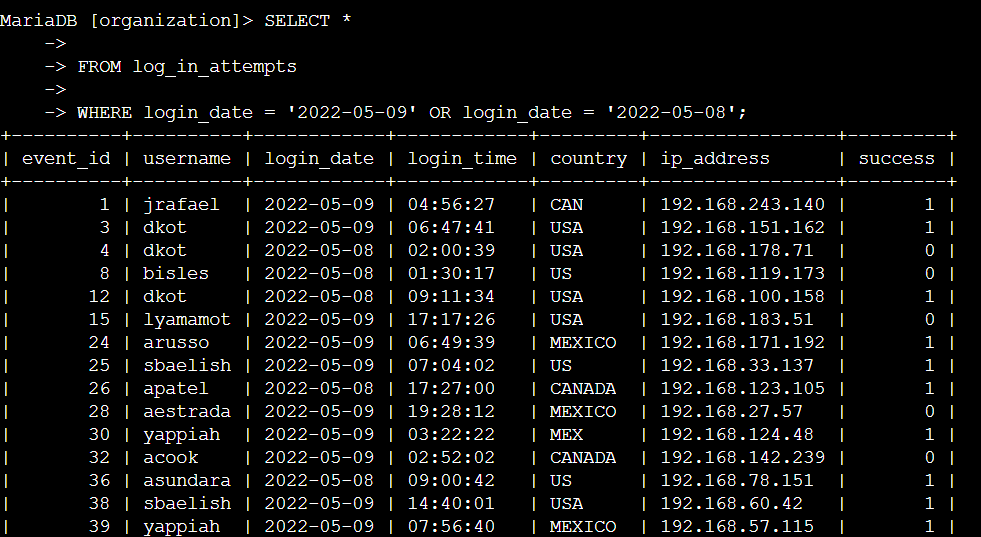 MariaDB [organization]> SELECT *
    ->
    -> FROM log_in_attempts
    ->
    -> WHERE login_date = '2022-05-09' OR login_date = '2022-05-08';
+----------+----------+------------+------------+---------+-----------------+---------+
| event_id | username | login_date | login_time | country | ip_address      | success |
+----------+----------+------------+------------+---------+-----------------+---------+
|        1 | jrafael  | 2022-05-09 | 04:56:27   | CAN     | 192.168.243.140 |       1 |
|        3 | dkot     | 2022-05-09 | 06:47:41   | USA     | 192.168.151.162 |       1 |
|        4 | dkot     | 2022-05-08 | 02:00:39   | USA     | 192.168.178.71  |       0 |
|        8 | bisles   | 2022-05-08 | 01:30:17   | US      | 192.168.119.173 |       0 |
|       12 | dkot     | 2022-05-08 | 09:11:34   | USA     | 192.168.100.158 |       1 |
|       15 | lyamamot | 2022-05-09 | 17:17:26   | USA     | 192.168.183.51  |       0 |
|       24 | arusso   | 2022-05-09 | 06:49:39   | MEXICO  | 192.168.171.192 |       1 |
|       25 | sbaelish | 2022-05-09 | 07:04:02   | US      | 192.168.33.137  |       1 |
|       26 | apatel   | 2022-05-08 | 17:27:00   | CANADA  | 192.168.123.105 |       1 |
|       28 | aestrada | 2022-05-09 | 19:28:12   | MEXICO  | 192.168.27.57   |       0 |
|       30 | yappiah  | 2022-05-09 | 03:22:22   | MEX     | 192.168.124.48  |       1 |
|       32 | acook    | 2022-05-09 | 02:52:02   | CANADA  | 192.168.142.239 |       0 |
|       36 | asundara | 2022-05-08 | 09:00:42   | US      | 192.168.78.151  |       1 |
|       38 | sbaelish | 2022-05-09 | 14:40:01   | USA     | 192.168.60.42   |       1 |
|       39 | yappiah  | 2022-05-09 | 07:56:40   | MEXICO  | 192.168.57.115  |       1 |